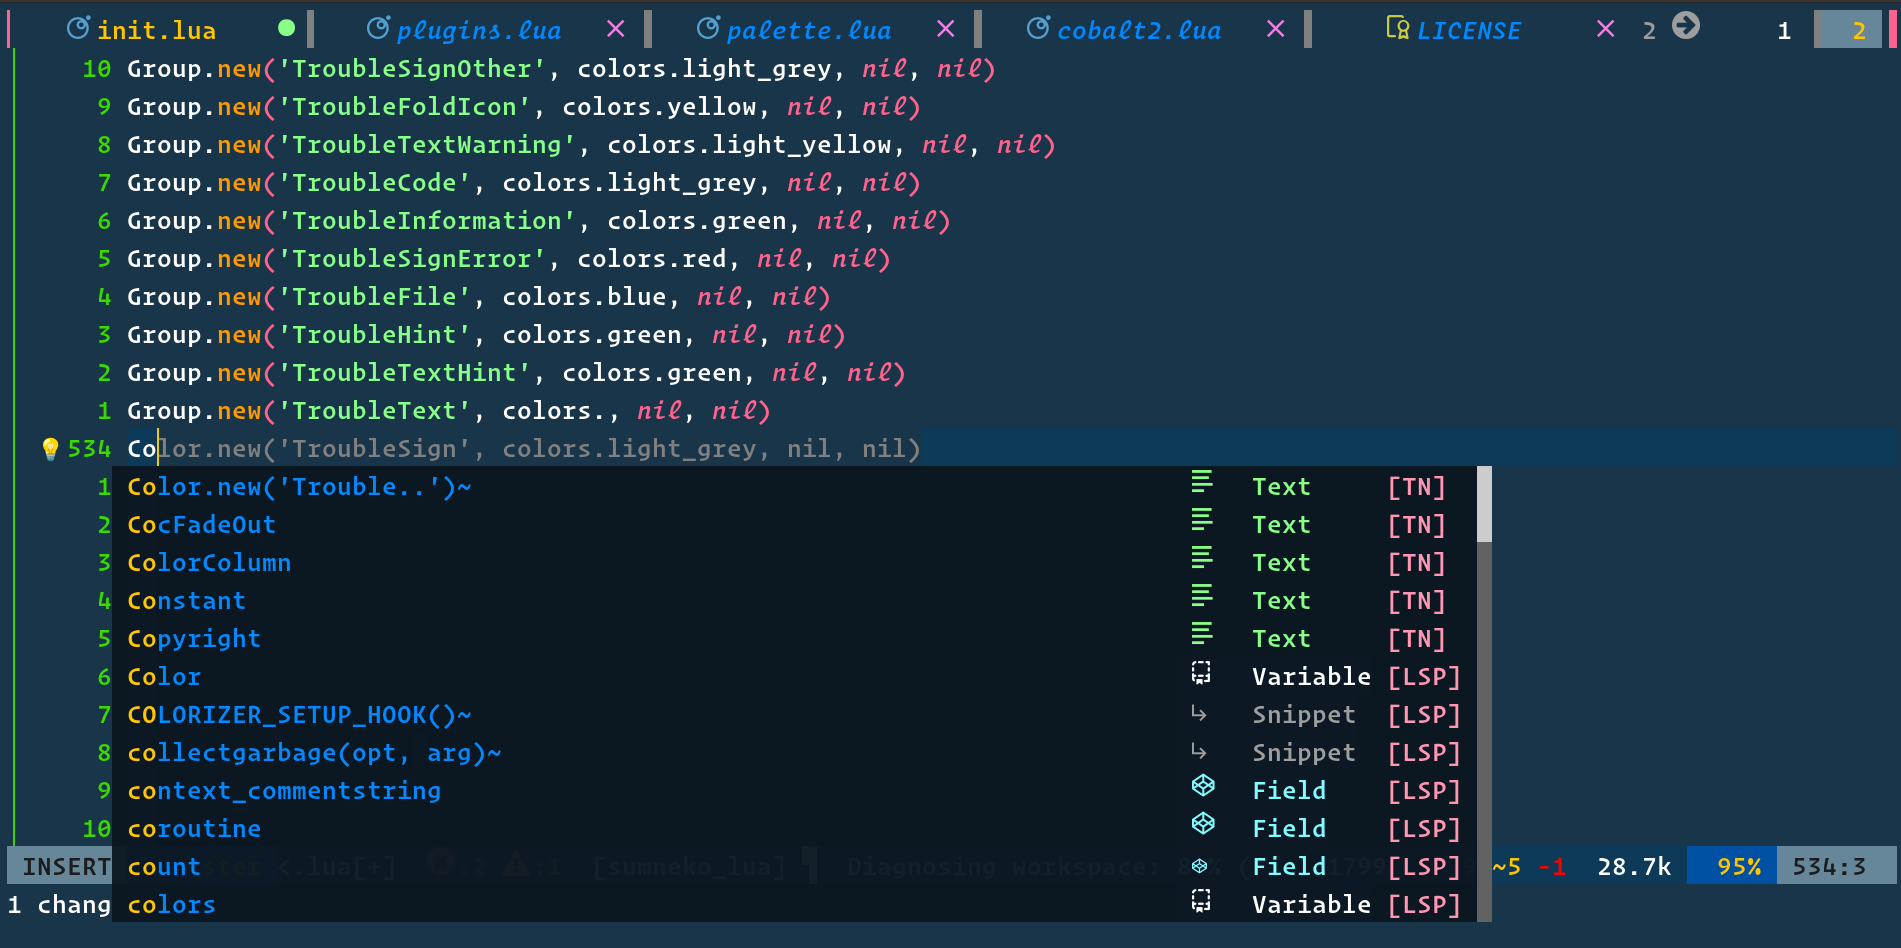 init.lua plugins.lua palette.lua cobalt2.lua LICENSE 2 1 2
10 Group.new('TroubleSignOther', colors.light_grey, nil, nil)
9 Group.new('TroubleFoldIcon', colors.yellow, nil, nil)
8 Group.new('TroubleTextWarning', colors.light_yellow, nil, nil)
7 Group.new('TroubleCode', colors.light_grey, nil, nil)
6 Group.new('TroubleInformation', colors.green, nil, nil)
5 Group.new('TroubleSignError', colors.red, nil, nil)
4 Group.new('TroubleFile', colors.blue, nil, nil)
3 Group.new('TroubleHint', colors.green, nil, nil)
2 Group.new('TroubleTextHint', colors.green, nil, nil)
1 Group.new('TroubleText', colors., nil, nil)
534 Color.new('TroubleSign', colors.light_grey, nil, nil)
1 Color.new('Trouble..')~ Text [TN]
2 CocFadeOut Text [TN]
3 ColorColumn Text [TN]
4 Constant Text [TN]
5 Copyright Text [TN]
6 Color Variable [LSP]
7 COLORIZER_SETUP_HOOK()~ Snippet [LSP]
8 collectgarbage(opt, arg)~ Snippet [LSP]
9 context_commentstring Field [LSP]
10 coroutine Field [LSP]
INSERT count .lua[+] [sumneko_lua] Diagnosing workspace: Field [LSP] ~5 -1 28.7k 95% 534:3
1 chang colors Variable [LSP]